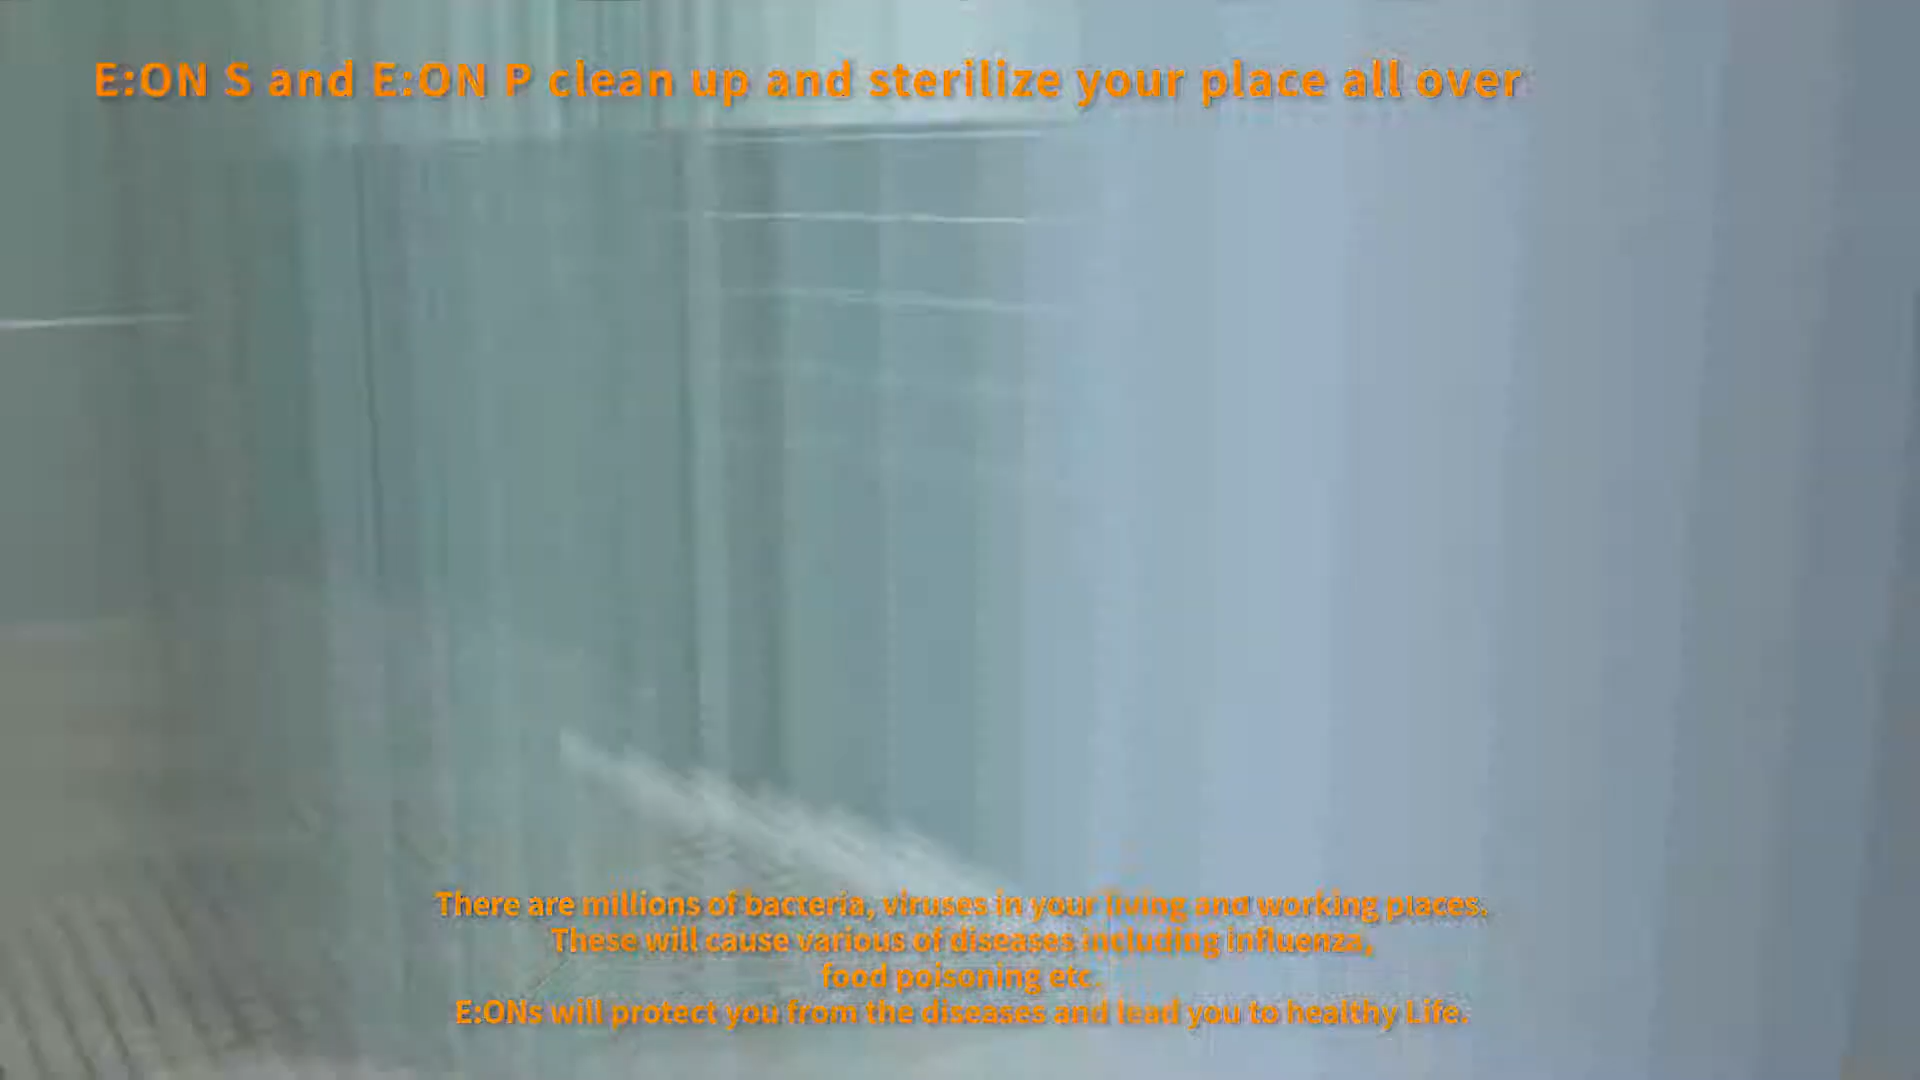 E:ON S and E:ON P clean up and sterilize your place all over
There are millions of bacteria, viruses in your living and working places.
These will cause various of diseases including influenza,
food poisoning etc.
E:ONs will protect you from the diseases and lead you to healthy Life.